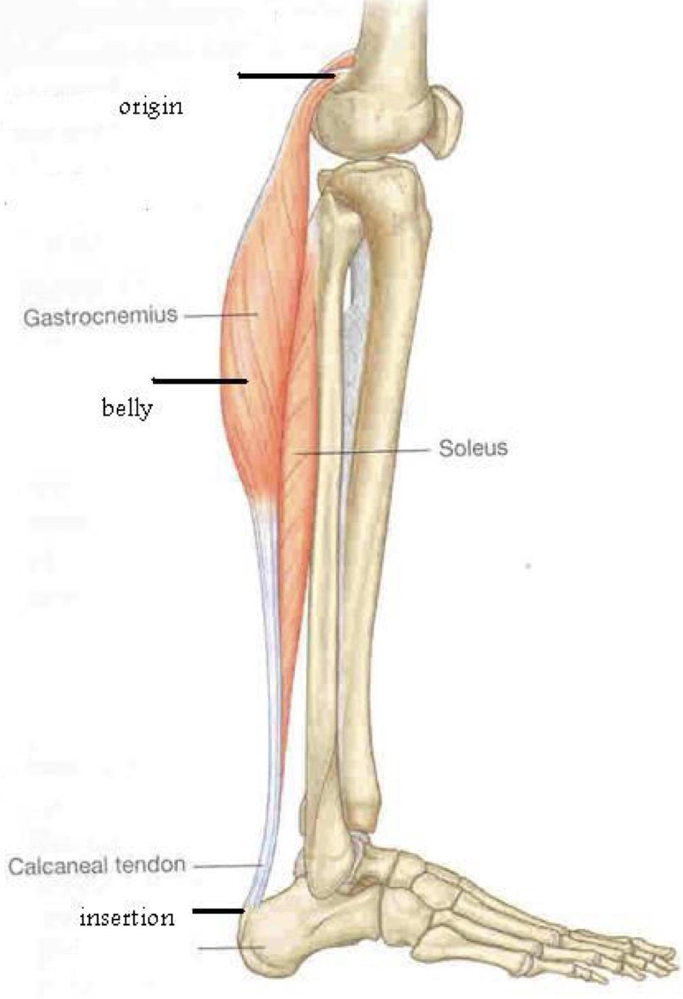 origin
Gastrocnemius
belly
Soleus
Calcaneal tendon
insertion